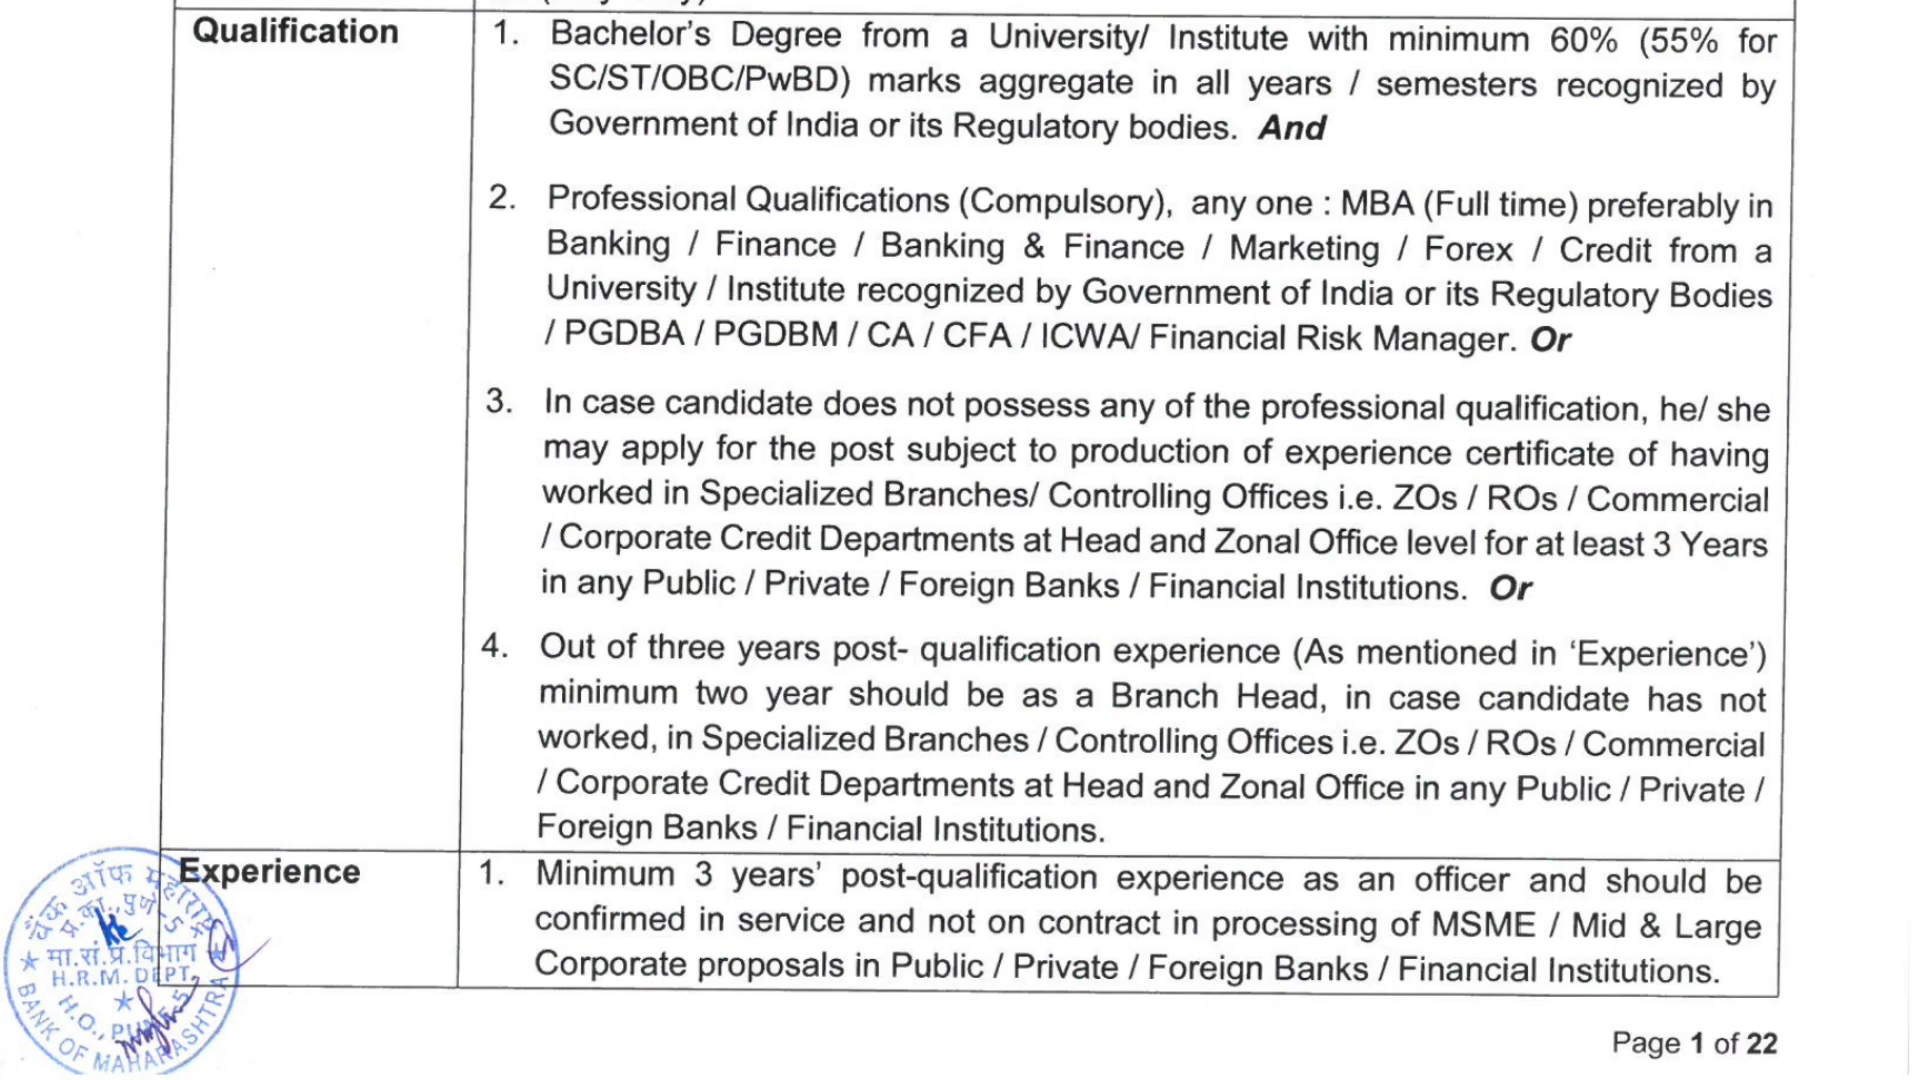 Qualification
1. Bachelor's Degree from a University/ Institute with minimum 60% (55% for
SC/ST/OBC/PwBD) marks aggregate in all years / semesters recognized by
Government of India or its Regulatory bodies. And
2. Professional Qualifications (Compulsory), any one : MBA (Full time) preferably in
Banking / Finance / Banking & Finance / Marketing / Forex / Credit from a
University / Institute recognized by Government of India or its Regulatory Bodies
/ PGDBA / PGDBM / CA / CFA / ICWA/ Financial Risk Manager. Or
3. In case candidate does not possess any of the professional qualification, he/ she
may apply for the post subject to production of experience certificate of having
worked in Specialized Branches/ Controlling Offices i.e. ZOs / ROs / Commercial
/ Corporate Credit Departments at Head and Zonal Office level for at least 3 Years
in any Public / Private / Foreign Banks / Financial Institutions. Or
4. Out of three years post- qualification experience (As mentioned in ‘Experience’)
minimum two year should be as a Branch Head, in case candidate has not
worked, in Specialized Branches / Controlling Offices i.e. ZOs / ROs / Commercial
/ Corporate Credit Departments at Head and Zonal Office in any Public / Private /
Foreign Banks / Financial Institutions.
Experience
1. Minimum 3 years’ post-qualification experience as an officer and should be
confirmed in service and not on contract in processing of MSME / Mid & Large
Corporate proposals in Public / Private / Foreign Banks / Financial Institutions.
बैंक ऑफ महाराष्ट्र
प्र.का., पुणे-5
मा.सं.प्र.विभाग
H.R.M. DEPT.
H.O., PUNE-5
BANK OF MAHARASHTRA
Page 1 of 22